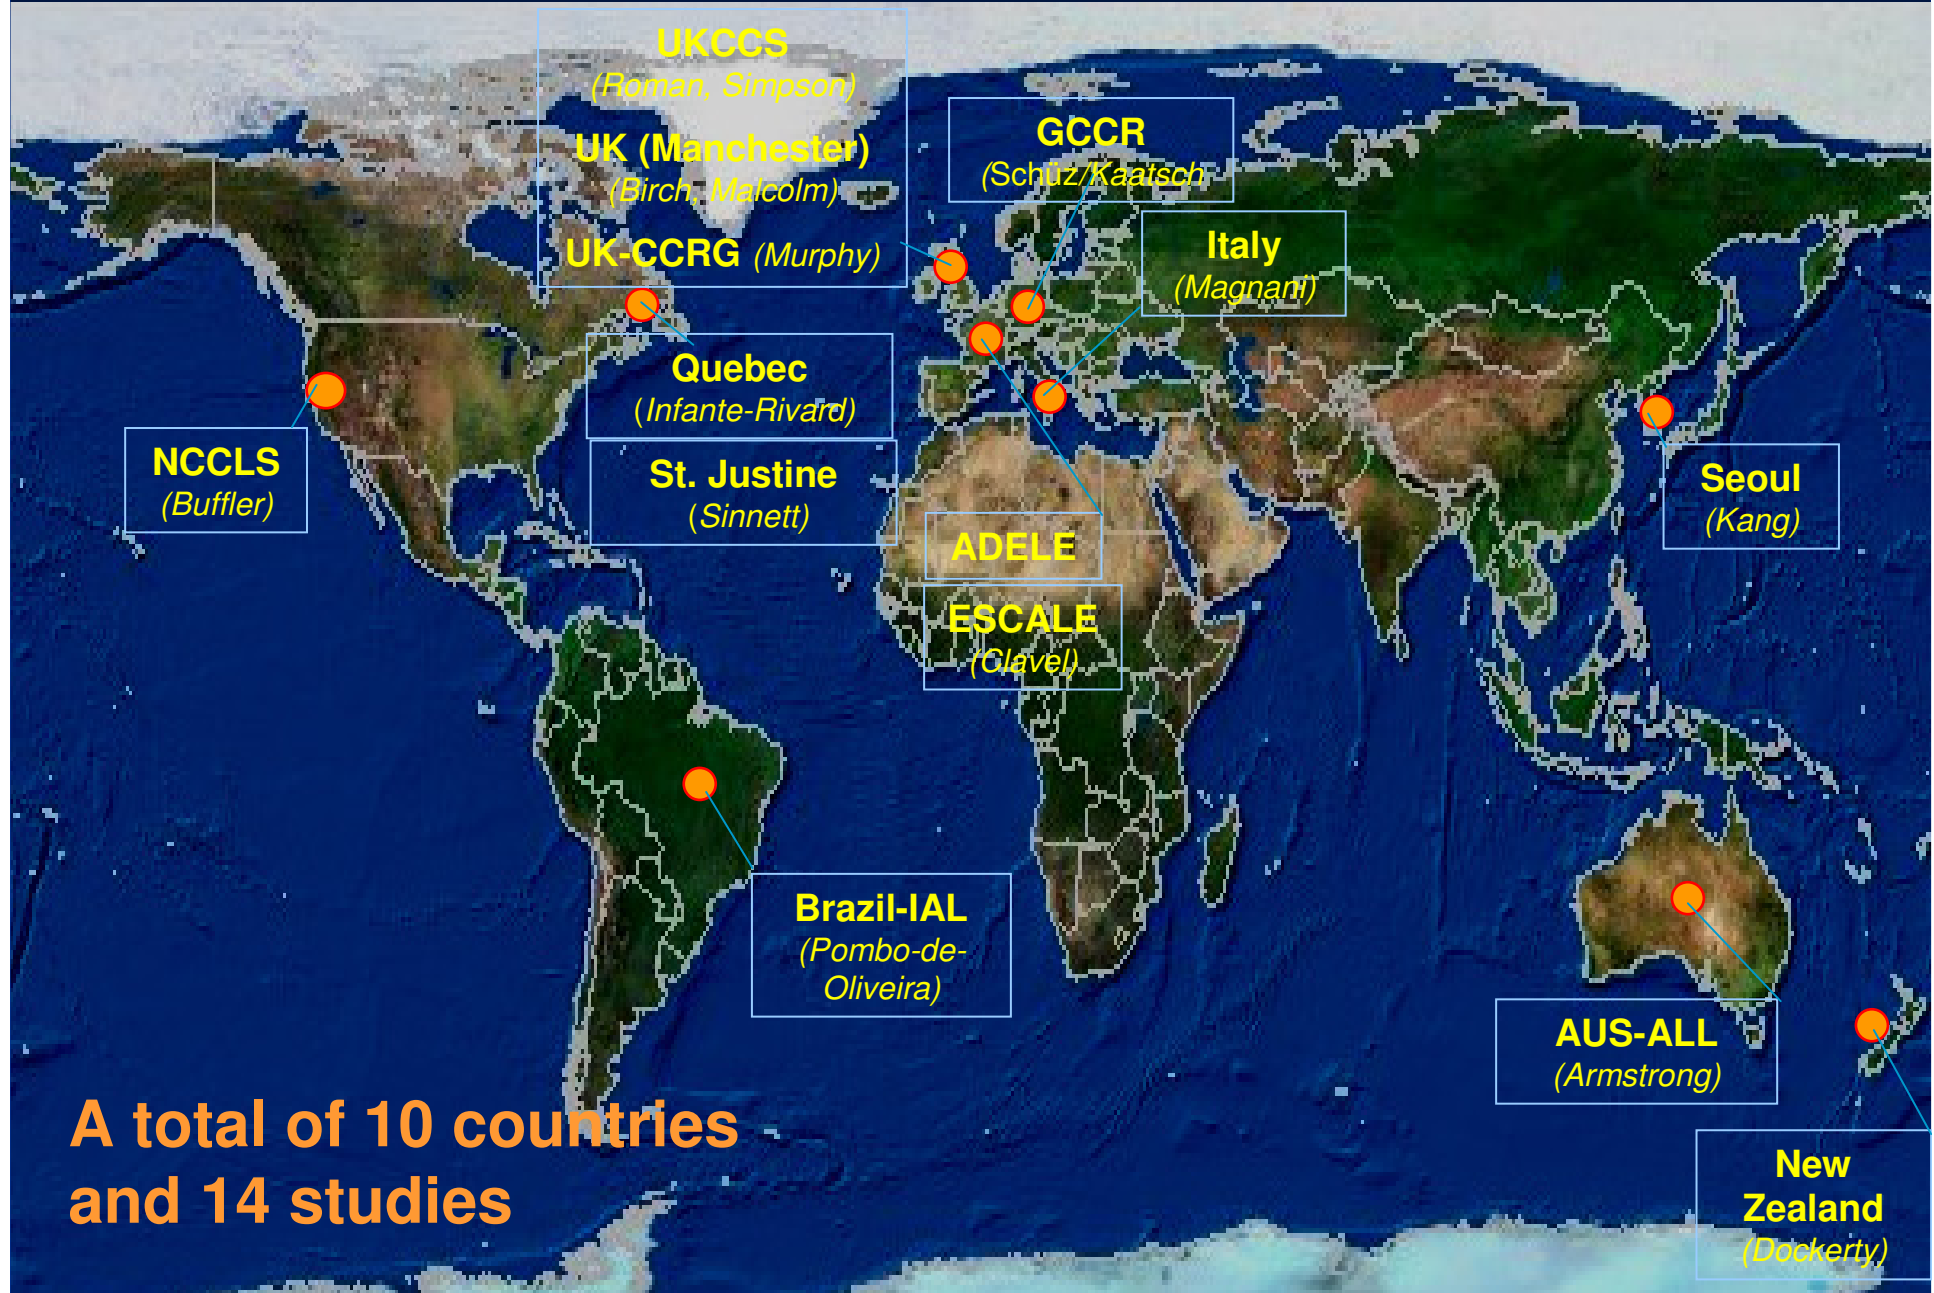 UKCCS
(Roman, Simpson)
UK (Manchester)
(Birch, Malcolm)
UK-CCRG (Murphy)
GCCR
(Schüz/Kaatsch
Italy
(Magnani)
Quebec
(Infante-Rivard)
St. Justine
(Sinnett)
NCCLS
(Buffler)
ADELE
ESCALE
(Clavel)
Seoul
(Kang)
Brazil-IAL
(Pombo-de-
Oliveira)
AUS-ALL
(Armstrong)
New
Zealand
(Dockerty)
A total of 10 countries
and 14 studies